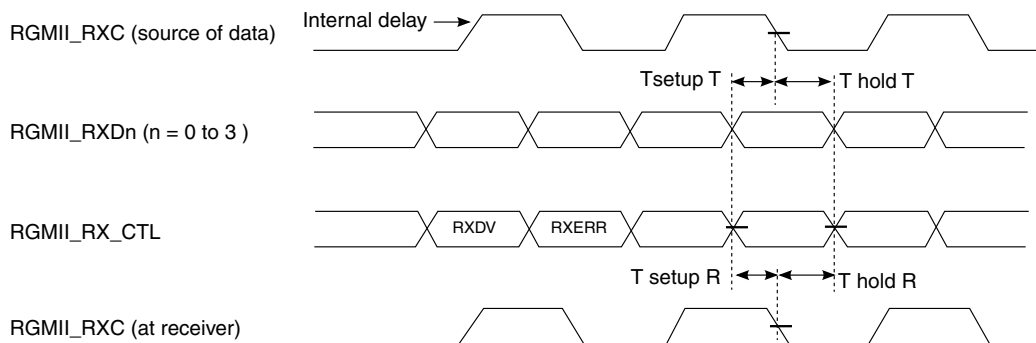 Internal delay
RGMII_RXC (source of data)
Tsetup T
T hold T
RGMII_RXDn (n = 0 to 3 )
RGMII_RX_CTL
RXDV
RXERR
T setup R
T hold R
RGMII_RXC (at receiver)